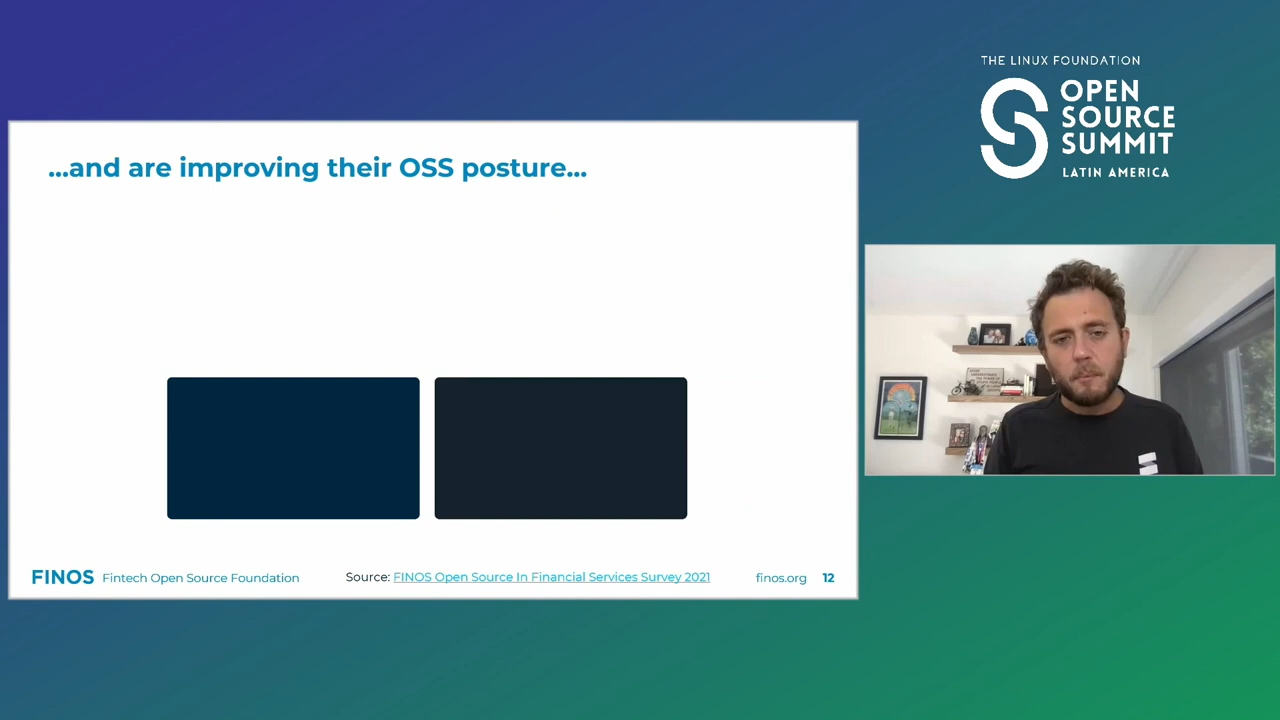 THE LINUX FOUNDATION
OPEN
SOURCE
SUMMIT
LATIN AMERICA
...and are improving their OSS posture...
FINOS Fintech Open Source Foundation
Source: FINOS Open Source In Financial Services Survey 2021
finos.org 12